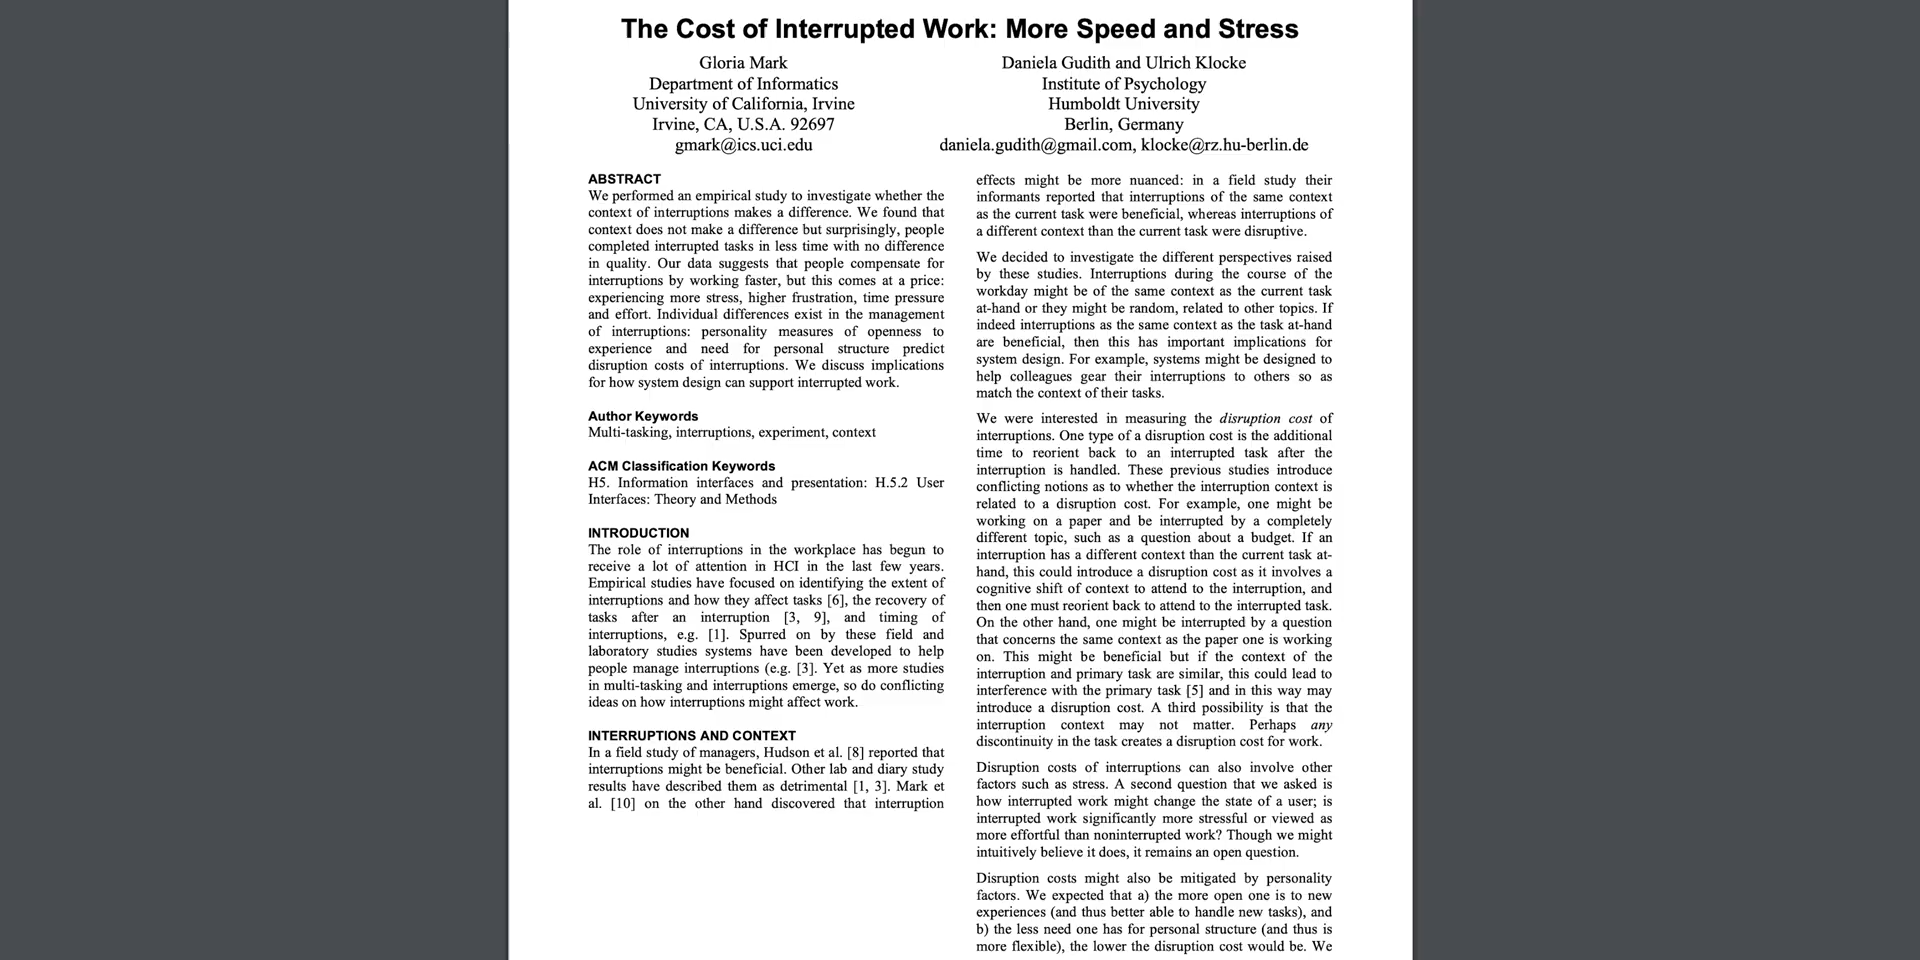 The Cost of Interrupted Work: More Speed and Stress
Gloria Mark
Department of Informatics
University of California, Irvine
Irvine, CA, U.S.A. 92697
gmark@ics.uci.edu
Daniela Gudith and Ulrich Klocke
Institute of Psychology
Humboldt University
Berlin, Germany
daniela.gudith@gmail.com, klocke@rz.hu-berlin.de
ABSTRACT
We performed an empirical study to investigate whether the
context of interruptions makes a difference. We found that
context does not make a difference but surprisingly, people
completed interrupted tasks in less time with no difference
in quality. Our data suggests that people compensate for
interruptions by working faster, but this comes at a price:
experiencing more stress, higher frustration, time pressure
and effort. Individual differences exist in the management
of interruptions: personality measures of openness to
experience and need for personal structure predict
disruption costs of interruptions. We discuss implications
for how system design can support interrupted work.
Author Keywords
Multi-tasking, interruptions, experiment, context
ACM Classification Keywords
H5. Information interfaces and presentation: H.5.2 User
Interfaces: Theory and Methods
INTRODUCTION
The role of interruptions in the workplace has begun to
receive a lot of attention in HCI in the last few years.
Empirical studies have focused on identifying the extent of
interruptions and how they affect tasks [6], the recovery of
tasks after an interruption [3, 9], and timing of
interruptions, e.g. [1]. Spurred on by these field and
laboratory studies systems have been developed to help
people manage interruptions (e.g. [3]. Yet as more studies
in multi-tasking and interruptions emerge, so do conflicting
ideas on how interruptions might affect work.
INTERRUPTIONS AND CONTEXT
In a field study of managers, Hudson et al. [8] reported that
interruptions might be beneficial. Other lab and diary study
results have described them as detrimental [1, 3]. Mark et
al. [10] on the other hand discovered that interruption
effects might be more nuanced: in a field study their
informants reported that interruptions of the same context
as the current task were beneficial, whereas interruptions of
a different context than the current task were disruptive.
We decided to investigate the different perspectives raised
by these studies. Interruptions during the course of the
workday might be of the same context as the current task
at-hand or they might be random, related to other topics. If
indeed interruptions as the same context as the task at-hand
are beneficial, then this has important implications for
system design. For example, systems might be designed to
help colleagues gear their interruptions to others so as
match the context of their tasks.
We were interested in measuring the disruption cost of
interruptions. One type of a disruption cost is the additional
time to reorient back to an interrupted task after the
interruption is handled. These previous studies introduce
conflicting notions as to whether the interruption context is
related to a disruption cost. For example, one might be
working on a paper and be interrupted by a completely
different topic, such as a question about a budget. If an
interruption has a different context than the current task at-
hand, this could introduce a disruption cost as it involves a
cognitive shift of context to attend to the interruption, and
then one must reorient back to attend to the interrupted task.
On the other hand, one might be interrupted by a question
that concerns the same context as the paper one is working
on. This might be beneficial but if the context of the
interruption and primary task are similar, this could lead to
interference with the primary task [5] and in this way may
introduce a disruption cost. A third possibility is that the
interruption context may not matter. Perhaps any
discontinuity in the task creates a disruption cost for work.
Disruption costs of interruptions can also involve other
factors such as stress. A second question that we asked is
how interrupted work might change the state of a user; is
interrupted work significantly more stressful or viewed as
more effortful than noninterrupted work? Though we might
intuitively believe it does, it remains an open question.
Disruption costs might also be mitigated by personality
factors. We expected that a) the more open one is to new
experiences (and thus better able to handle new tasks), and
b) the less need one has for personal structure (and thus is
more flexible), the lower the disruption cost would be. We